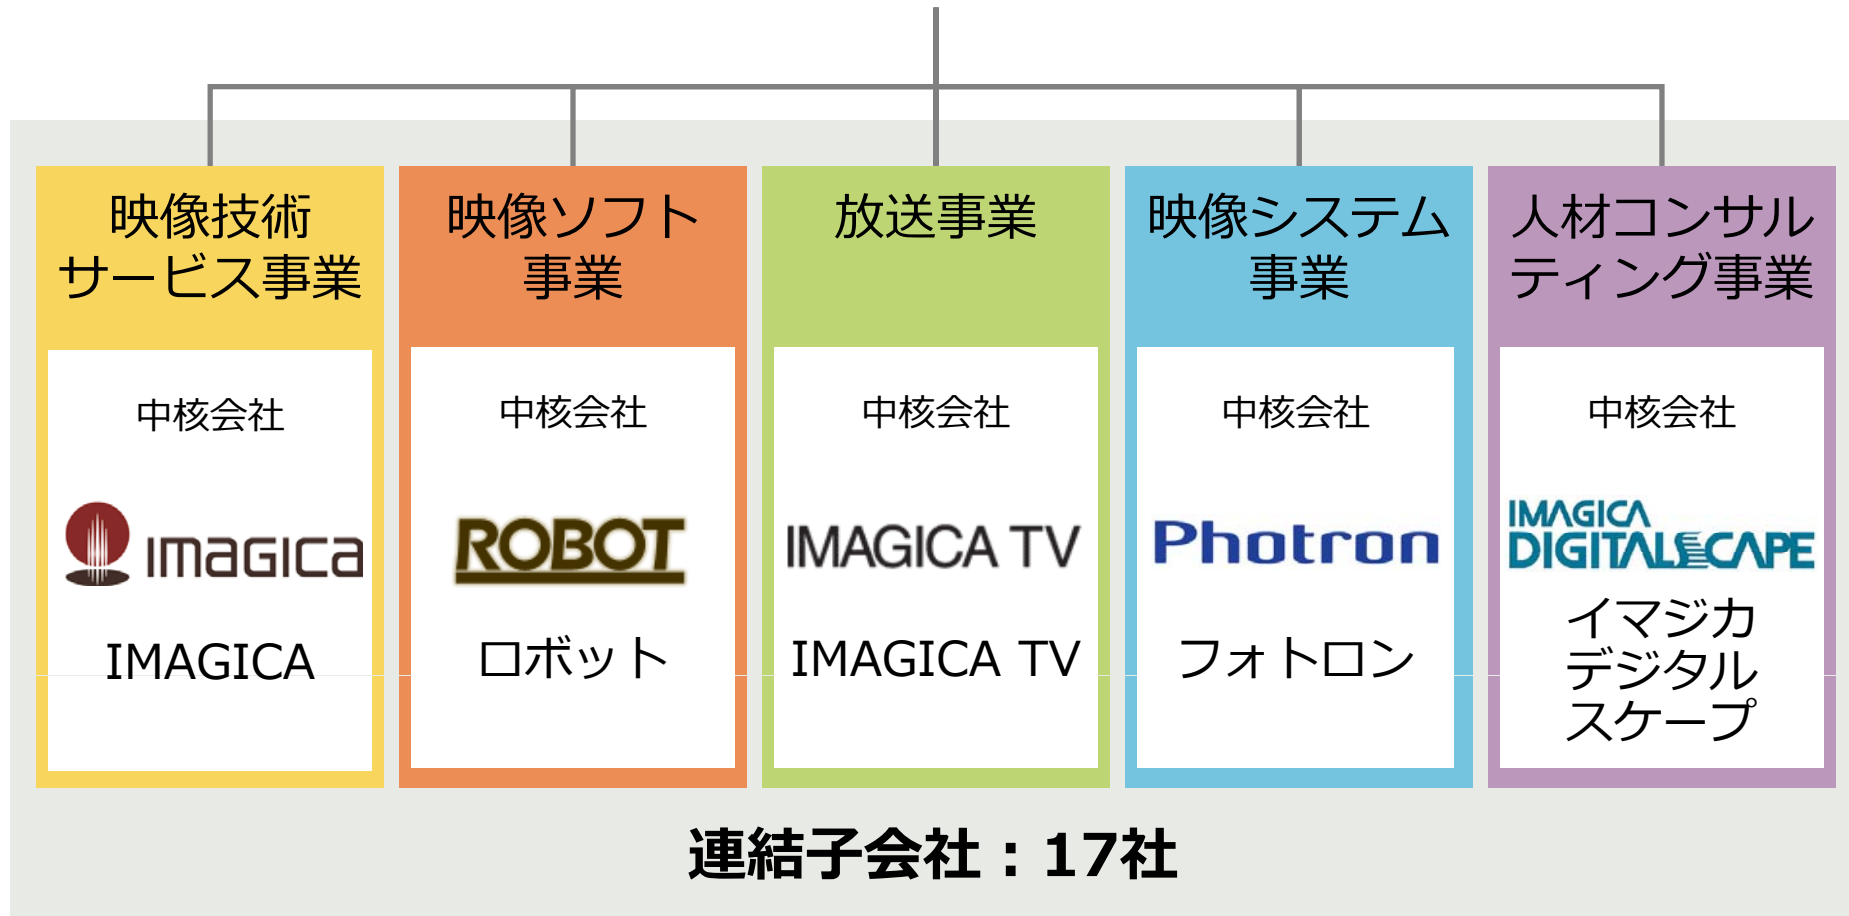 映像技術
サービス事業
中核会社
IMAGICA
IMAGICA
映像ソフト
事業
中核会社
ROBOT
ロボット
放送事業
中核会社
IMAGICA TV
IMAGICA TV
映像システム
事業
中核会社
Photron
フォトロン
人材コンサル
ティング事業
中核会社
IMAGICA
DIGITALSCAPE
イマジカ
デジタル
スケープ
連結子会社：17社